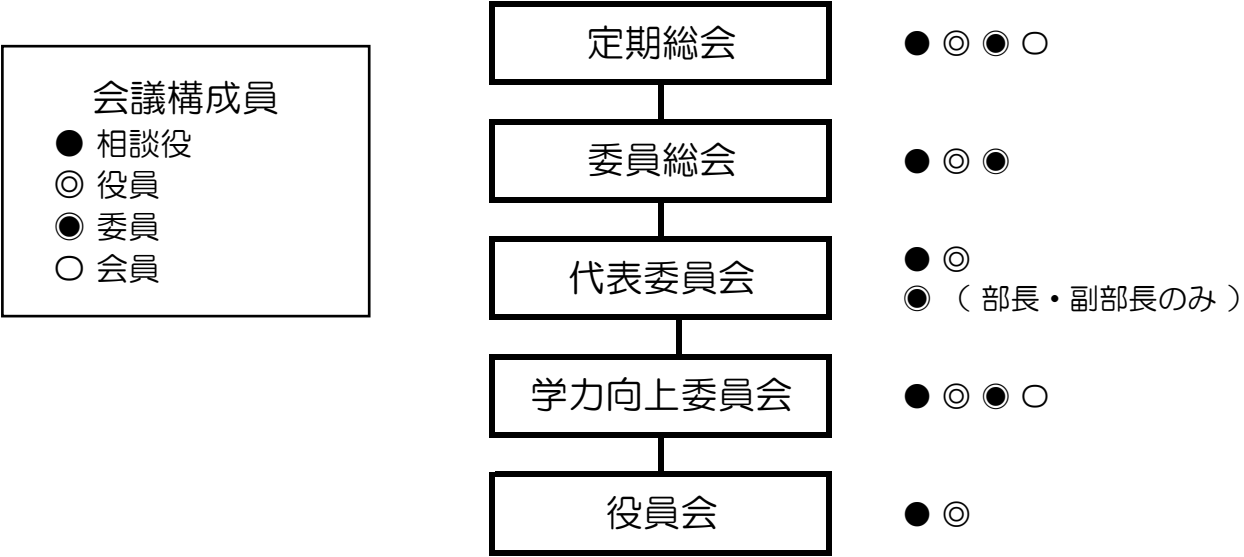 会議構成員
● 相談役
◎ 役員
◉ 委員
○ 会員
定期総会 ● ◎ ◉ ○
委員総会 ● ◎ ◉
代表委員会 ● ◎
◉ （ 部長・副部長のみ ）
学力向上委員会 ● ◎ ◉ ○
役員会 ● ◎